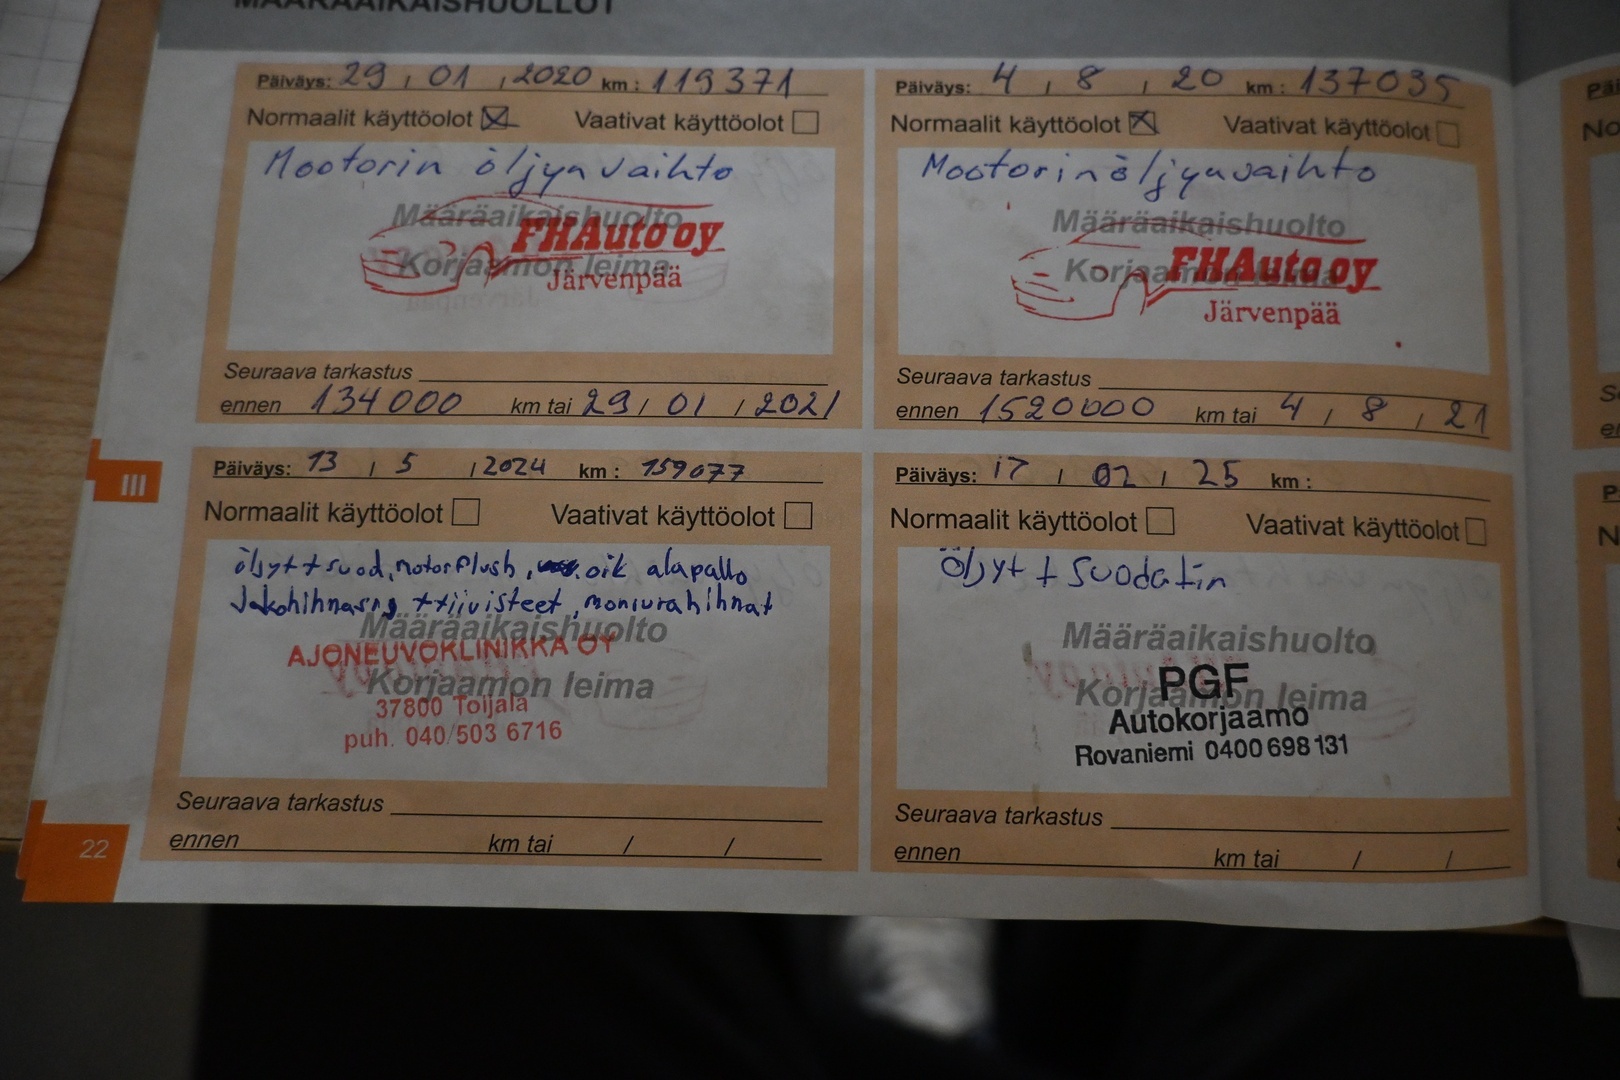 MÄÄRÄAIKAISHUOLLOT
Päiväys: 29 / 01 / 2020 km : 119371
Normaalit käyttöolot Vaativat käyttöolot
Mootorin öljyn vaihto
Määräaikaishuolto
FHAuto oy
Korjaamon leima
Järvenpää
Seuraava tarkastus
ennen 134000 km tai 29 / 01 / 2021
Päiväys: 4 / 8 / 20 km : 137035
Normaalit käyttöolot Vaativat käyttöolot
Mootorin öljynvaihto
Määräaikaishuolto
FHAuto oy
Korjaamon leima
Järvenpää
Seuraava tarkastus
ennen 1520000 km tai 4 / 8 / 21
III
Päiväys: 13 / 5 / 2024 km : 159077
Normaalit käyttöolot Vaativat käyttöolot
öljyt + suod, motorflush, oik alapallo
Jakohihnasrj +tiivisteet, moniurahihnat
Määräaikaishuolto
AJONEUVOKLINIKKA OY
Korjaamon leima
37800 Toijala
puh. 040/503 6716
Seuraava tarkastus
ennen km tai / /
Päiväys: 17 / 02 / 25 km :
Normaalit käyttöolot Vaativat käyttöolot
Öljyt + Suodatin
Määräaikaishuolto
PGF
Korjaamon leima
Autokorjaamo
Rovaniemi 0400 698 131
Seuraava tarkastus
ennen km tai / /
22